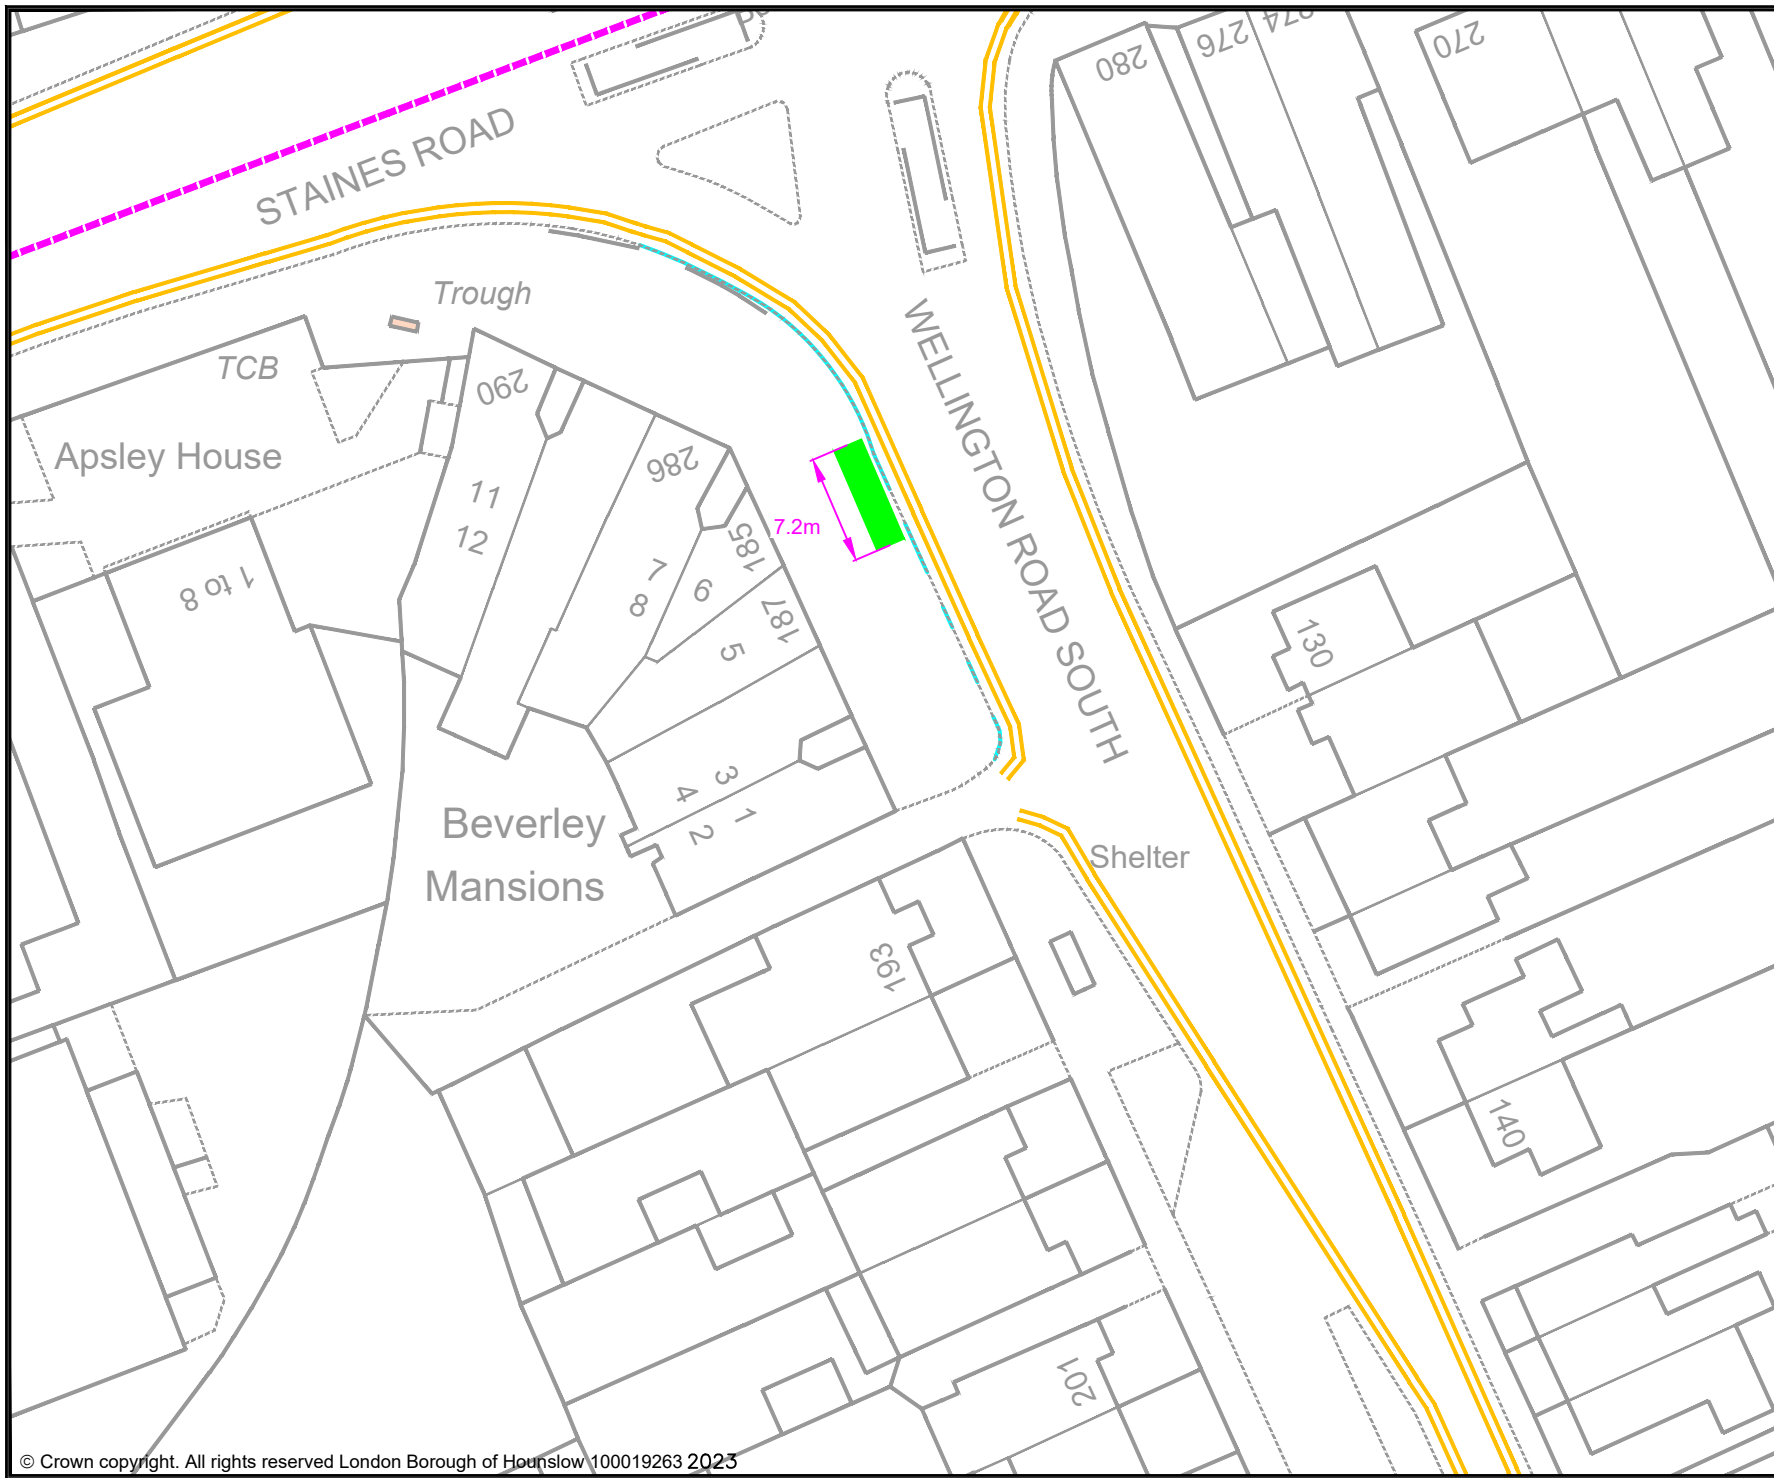 280
276
274
270
STAINES ROAD
Trough
TCB
290
Apsley House
286
11
12
7.2m
185
WELLINGTON ROAD SOUTH
7
8
6
187
1 to 8
5
130
3
4
1
2
Beverley
Mansions
Shelter
193
140
201
© Crown copyright. All rights reserved London Borough of Hounslow 100019263 2023